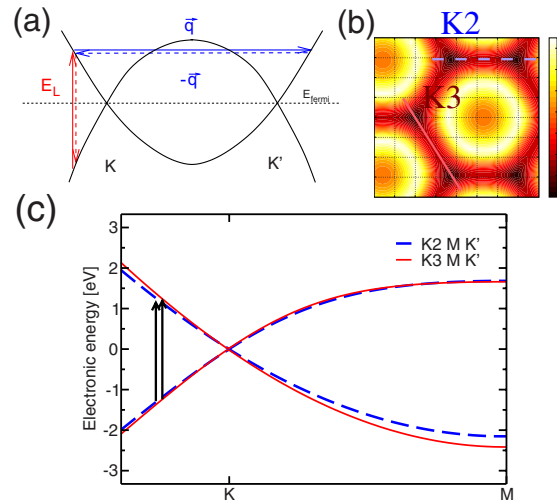 (a)
q⃗
-q⃗
E_L
E_fermi
K
K'
(b)
K2
K3
(c)
K2 M K'
K3 M K'
Electronic energy [eV]
3
2
1
0
-1
-2
-3
K
M